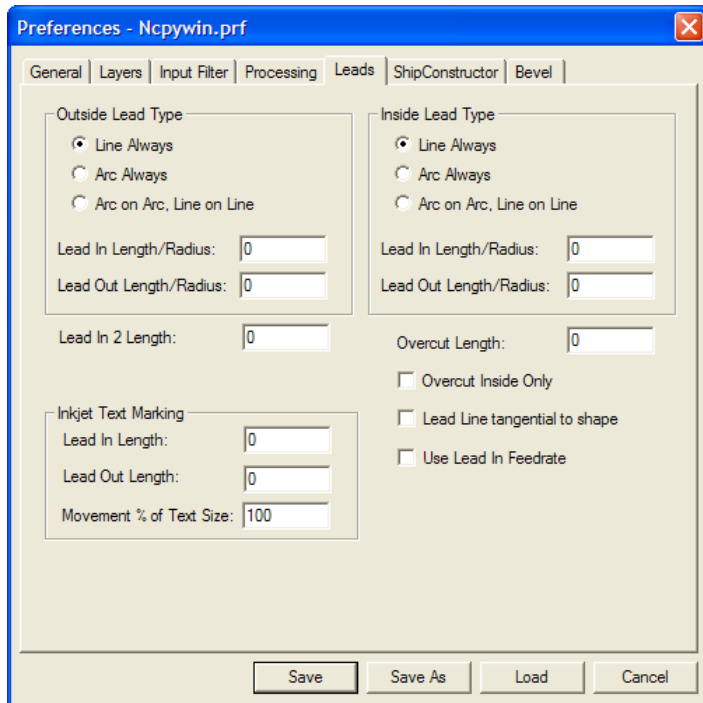 Preferences - Ncpywin.prf
General Layers Input Filter Processing Leads ShipConstructor Bevel
Outside Lead Type
Line Always
Arc Always
Arc on Arc, Line on Line
Lead In Length/Radius: 0
Lead Out Length/Radius: 0
Inside Lead Type
Line Always
Arc Always
Arc on Arc, Line on Line
Lead In Length/Radius: 0
Lead Out Length/Radius: 0
Lead In 2 Length: 0
Overcut Length: 0
Overcut Inside Only
Lead Line tangential to shape
Use Lead In Feedrate
Inkjet Text Marking
Lead In Length: 0
Lead Out Length: 0
Movement % of Text Size: 100
Save Save As Load Cancel